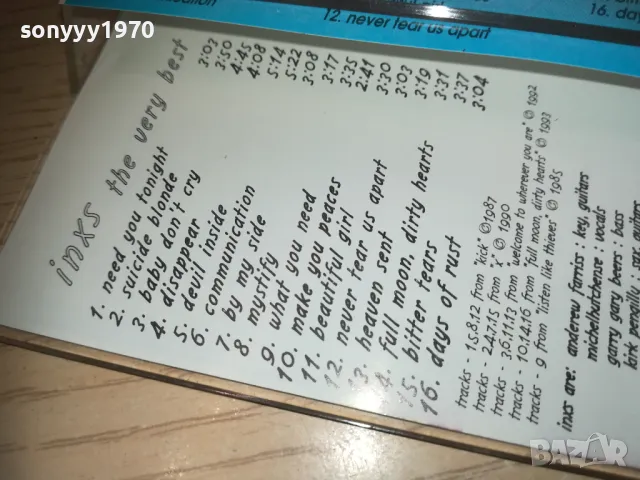 sonyyy1970
12. never tear us apart
16. da
inxs the very best
1. need you tonight 3:03
2. suicide blonde 3:50
3. baby don't cry 4:45
4. disappear 4:08
5. devil inside 5:14
6. communication 5:22
7. by my side 3:08
8. mystify 3:17
9. what you need 3:35
10. make you peaces 2:41
11. beautiful girl 3:30
12. never tear us apart 3:03
13. heaven sent 3:19
14. full moon, dirty hearts 3:31
15. bitter tears 3:37
16. days of rust 3:04
tracks - 1,5,8,12 from "kick" ©1987
tracks - 2,4,7,15 from "x" © 1990
tracks - 3,6,11,13 from "welcome to wherever you are" © 1992
tracks - 10,14,16 from "full moon, dirty hearts" © 1993
tracks - 9 from "listen like thieves" © 1985
inxs are: anderew farriss : key, guitars
michelhutchense : vocals
garry gary beers : bass
BAZAR